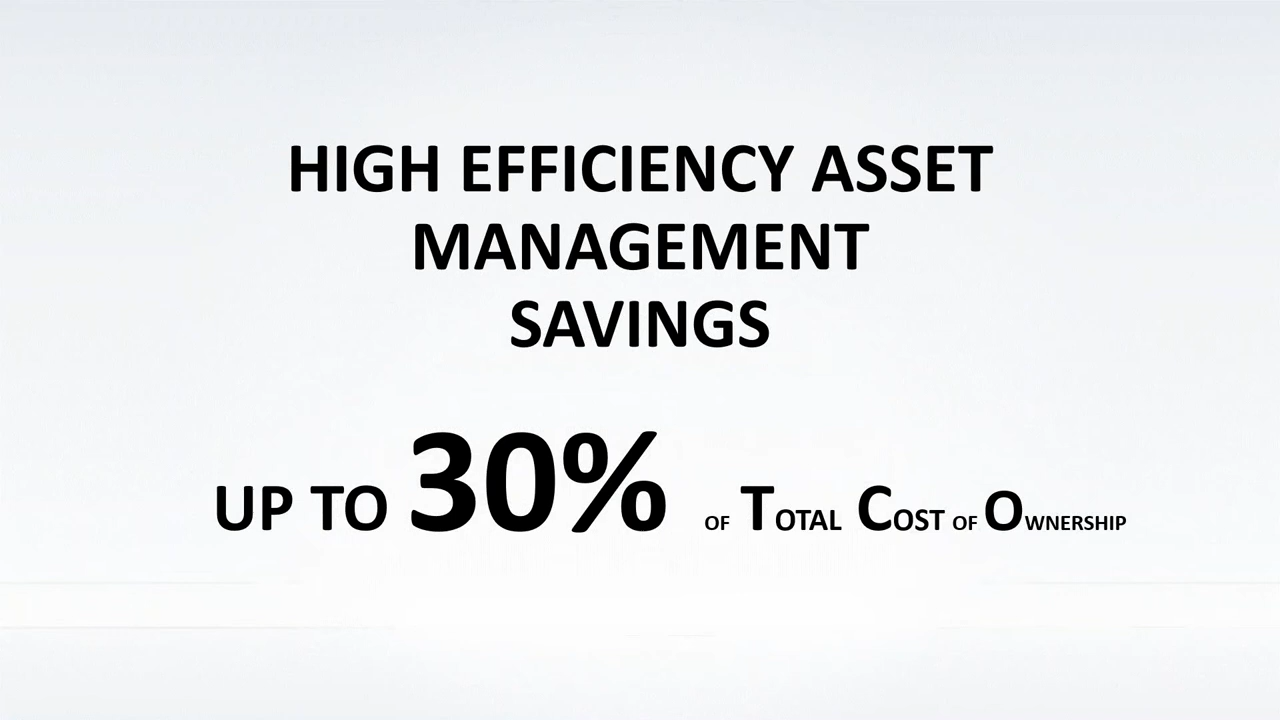 HIGH EFFICIENCY ASSET
MANAGEMENT
SAVINGS
UP TO 30% OF TOTAL COST OF OWNERSHIP